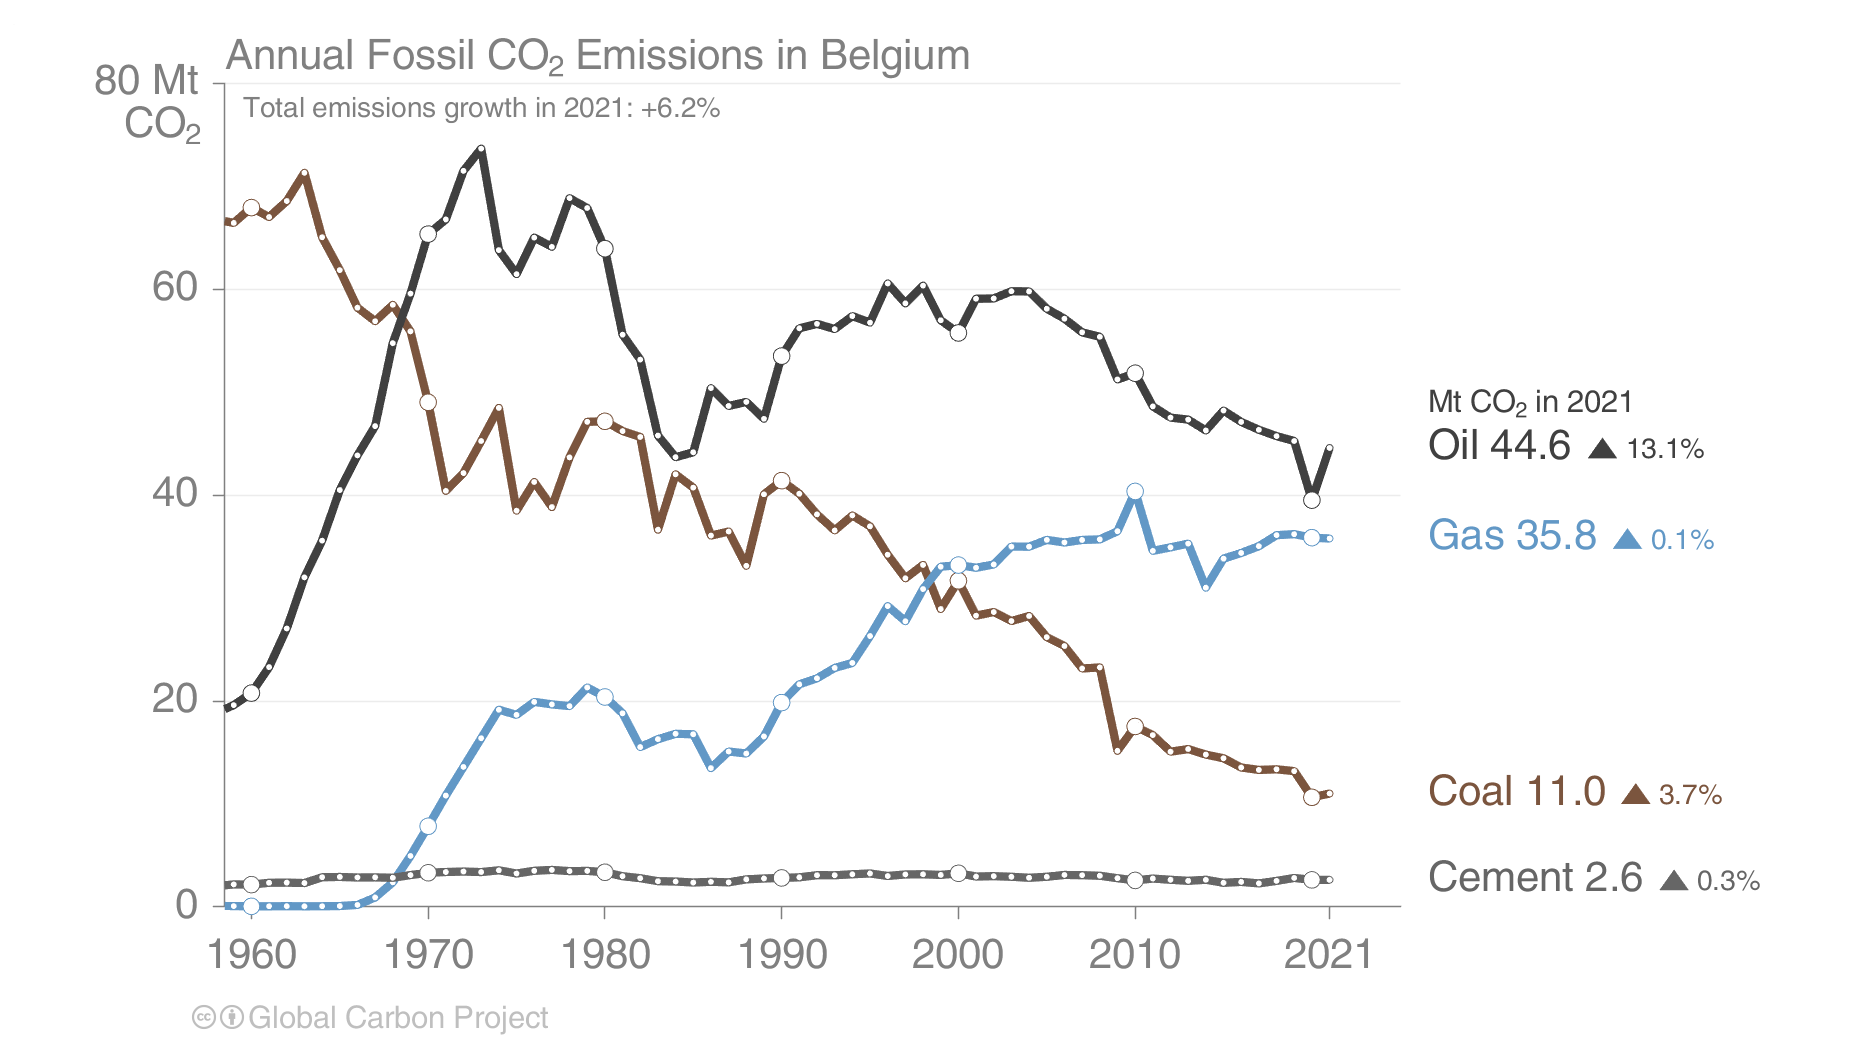 Annual Fossil CO₂ Emissions in Belgium
80 Mt
CO₂
Total emissions growth in 2021: +6.2%
60
40
20
0
1960 1970 1980 1990 2000 2010 2021
Mt CO₂ in 2021
Oil 44.6 ▲ 13.1%
Gas 35.8 ▲ 0.1%
Coal 11.0 ▲ 3.7%
Cement 2.6 ▲ 0.3%
cc Global Carbon Project